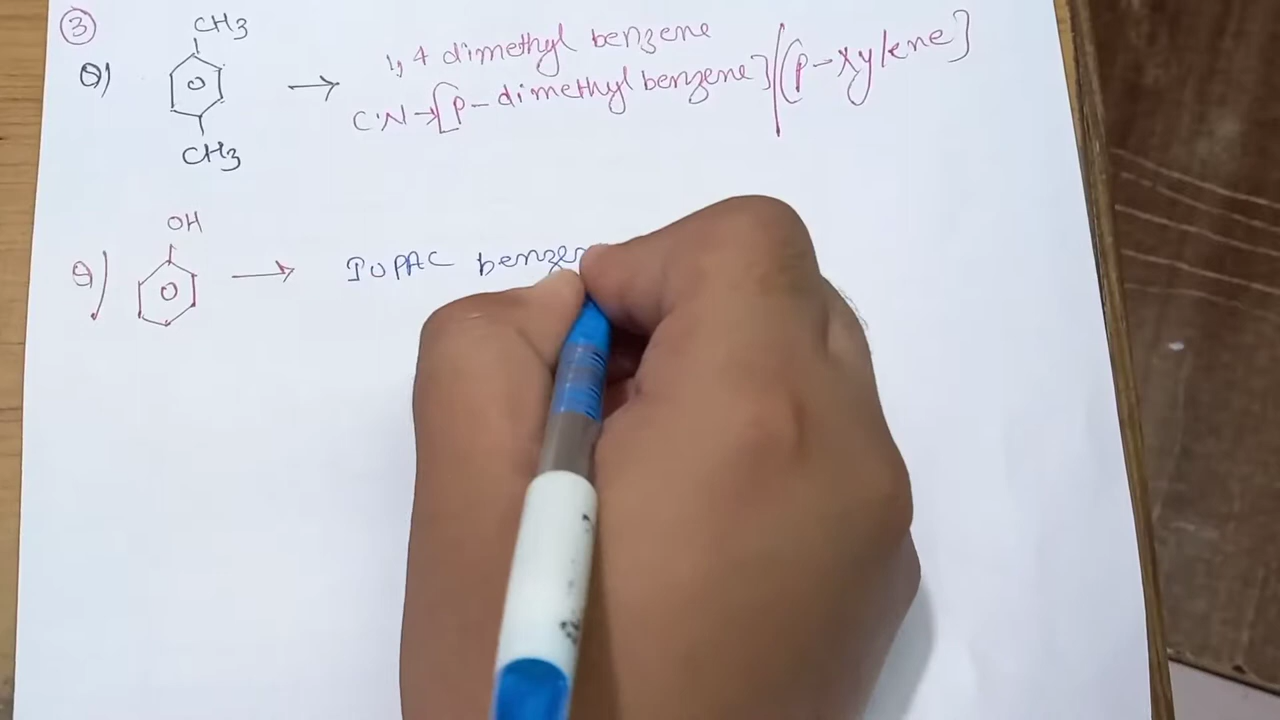 ③
CH3
Q)
→ 1,4 dimethyl benzene
C.N→[P-dimethyl benzene] / [P-xylene]
CH3
OH
Q)
→ IUPAC benzen